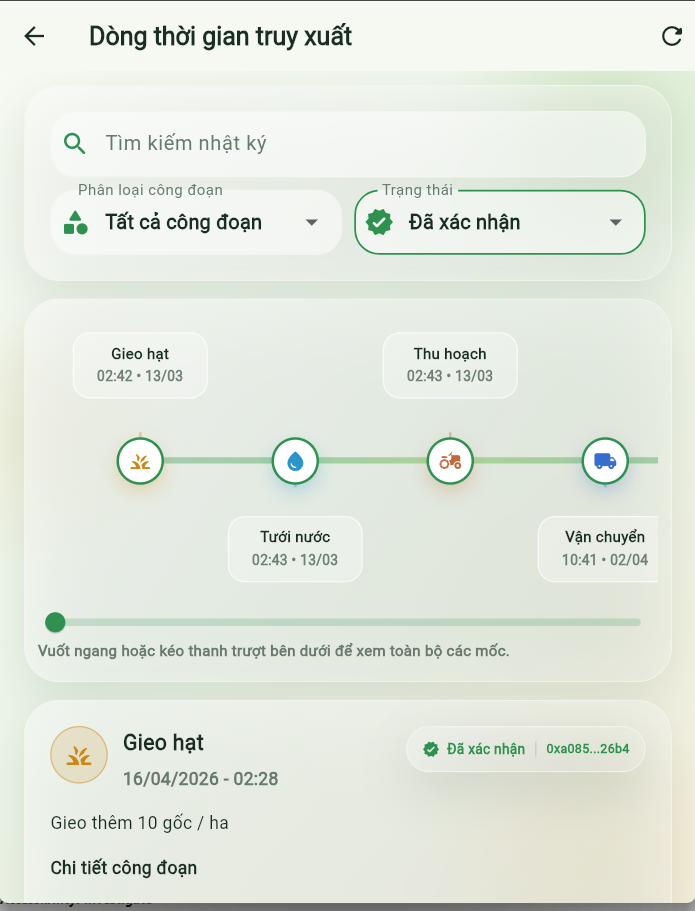 Dòng thời gian truy xuất
Tìm kiếm nhật ký
Phân loại công đoạn
Trạng thái
Tất cả công đoạn
Đã xác nhận
Gieo hạt
02:42 • 13/03
Thu hoạch
02:43 • 13/03
Tưới nước
02:43 • 13/03
Vận chuyển
10:41 • 02/04
Vuốt ngang hoặc kéo thanh trượt bên dưới để xem toàn bộ các mốc.
Gieo hạt
16/04/2026 - 02:28
Đã xác nhận
0xa085...26b4
Gieo thêm 10 gốc / ha
Chi tiết công đoạn